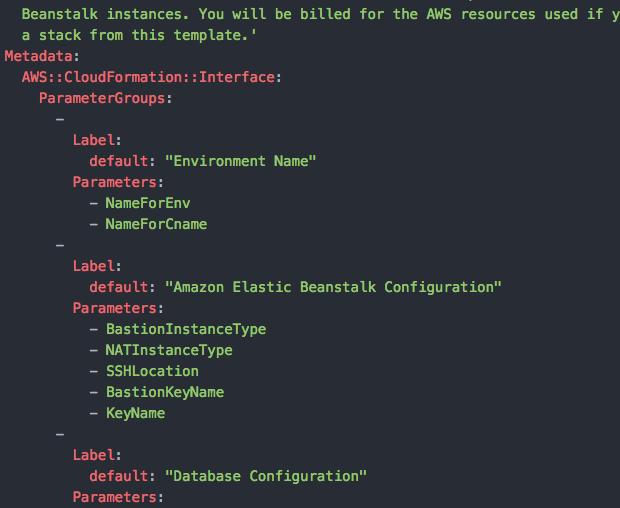 Beanstalk instances. You will be billed for the AWS resources used if y
a stack from this template.'
Metadata:
AWS::CloudFormation::Interface:
ParameterGroups:
-
Label:
default: "Environment Name"
Parameters:
- NameForEnv
- NameForCname
-
Label:
default: "Amazon Elastic Beanstalk Configuration"
Parameters:
- BastionInstanceType
- NATInstanceType
- SSHLocation
- BastionKeyName
- KeyName
-
Label:
default: "Database Configuration"
Parameters: